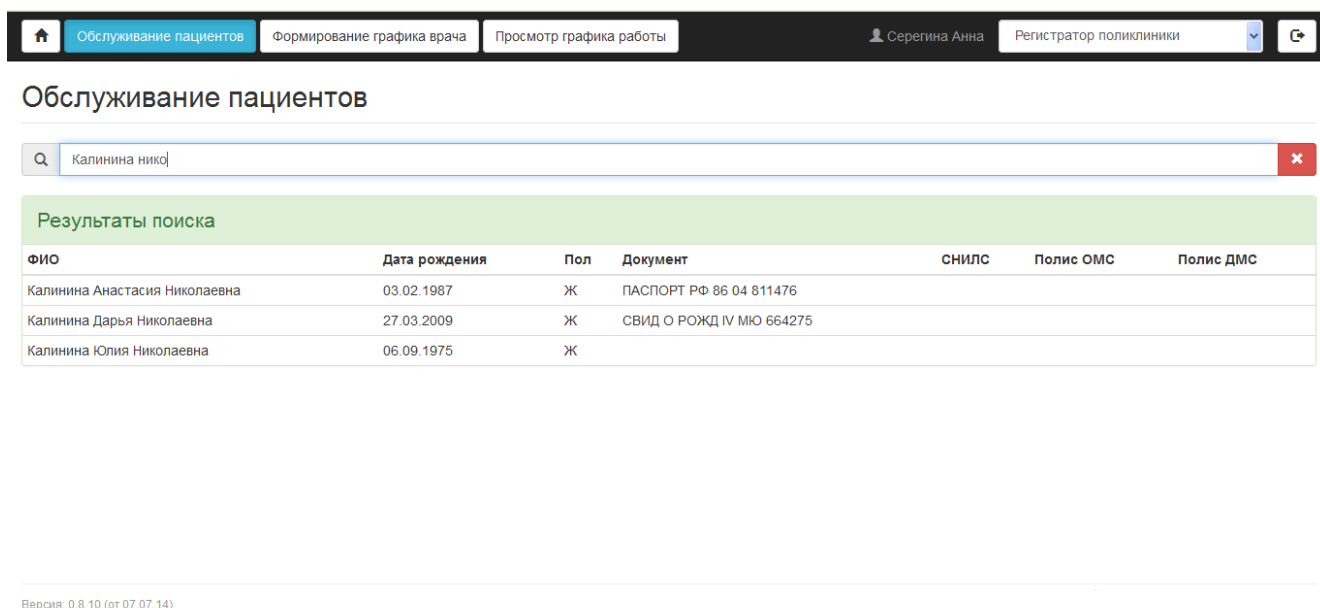 Обслуживание пациентов Формирование графика врача Просмотр графика работы Серегина Анна Регистратор поликлиники
Обслуживание пациентов
Калинина нико
Результаты поиска
ФИО Дата рождения Пол Документ СНИЛС Полис ОМС Полис ДМС
Калинина Анастасия Николаевна 03.02.1987 Ж ПАСПОРТ РФ 86 04 811476
Калинина Дарья Николаевна 27.03.2009 Ж СВИД О РОЖД IV МЮ 664275
Калинина Юлия Николаевна 06.09.1975 Ж
Версия: 0.8.10 (от 07.07.14)